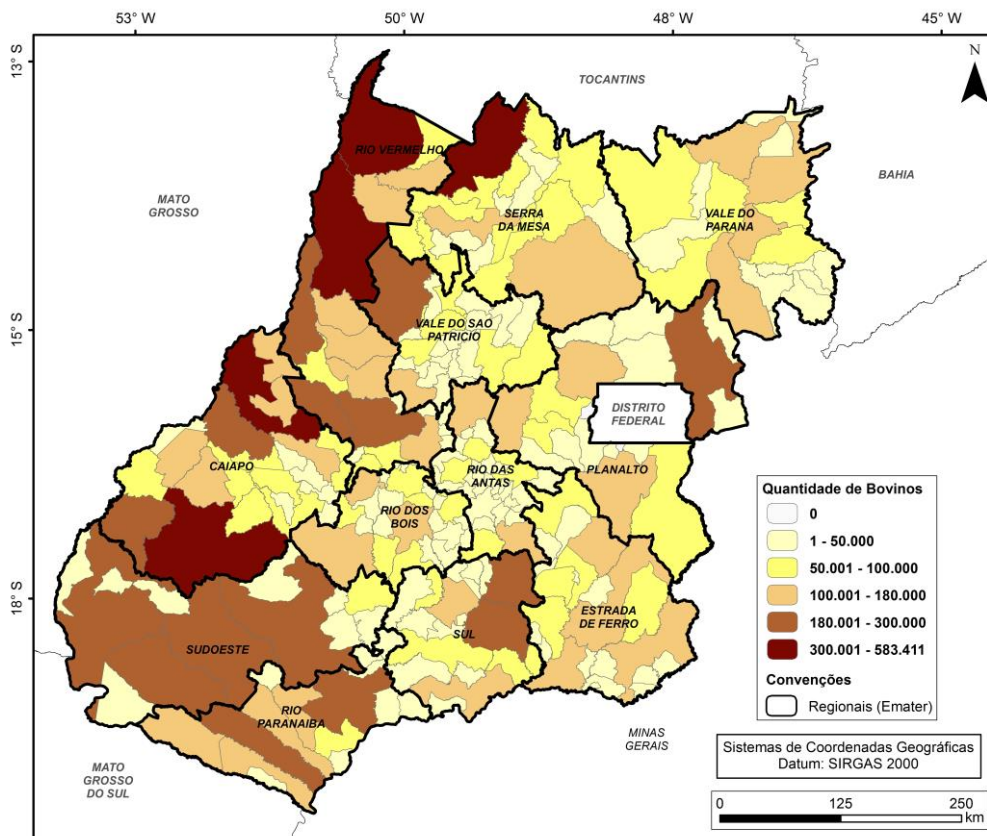 53° W
50° W
48° W
45° W
13° S
15° S
18° S
N
TOCANTINS
BAHIA
MATO
GROSSO
RIO VERMELHO
SERRA
DA MESA
VALE DO
PARANA
VALE DO SAO
PATRICIO
DISTRITO
FEDERAL
CAIAPO
RIO DAS
ANTAS
PLANALTO
RIO DOS
BOIS
ESTRADA
DE FERRO
SUL
SUDOESTE
RIO
PARANAIBA
MINAS
GERAIS
MATO
GROSSO
DO SUL
Quantidade de Bovinos
0
1 - 50.000
50.001 - 100.000
100.001 - 180.000
180.001 - 300.000
300.001 - 583.411
Convenções
Regionais (Emater)
Sistemas de Coordenadas Geográficas
Datum: SIRGAS 2000
0 125 250
km